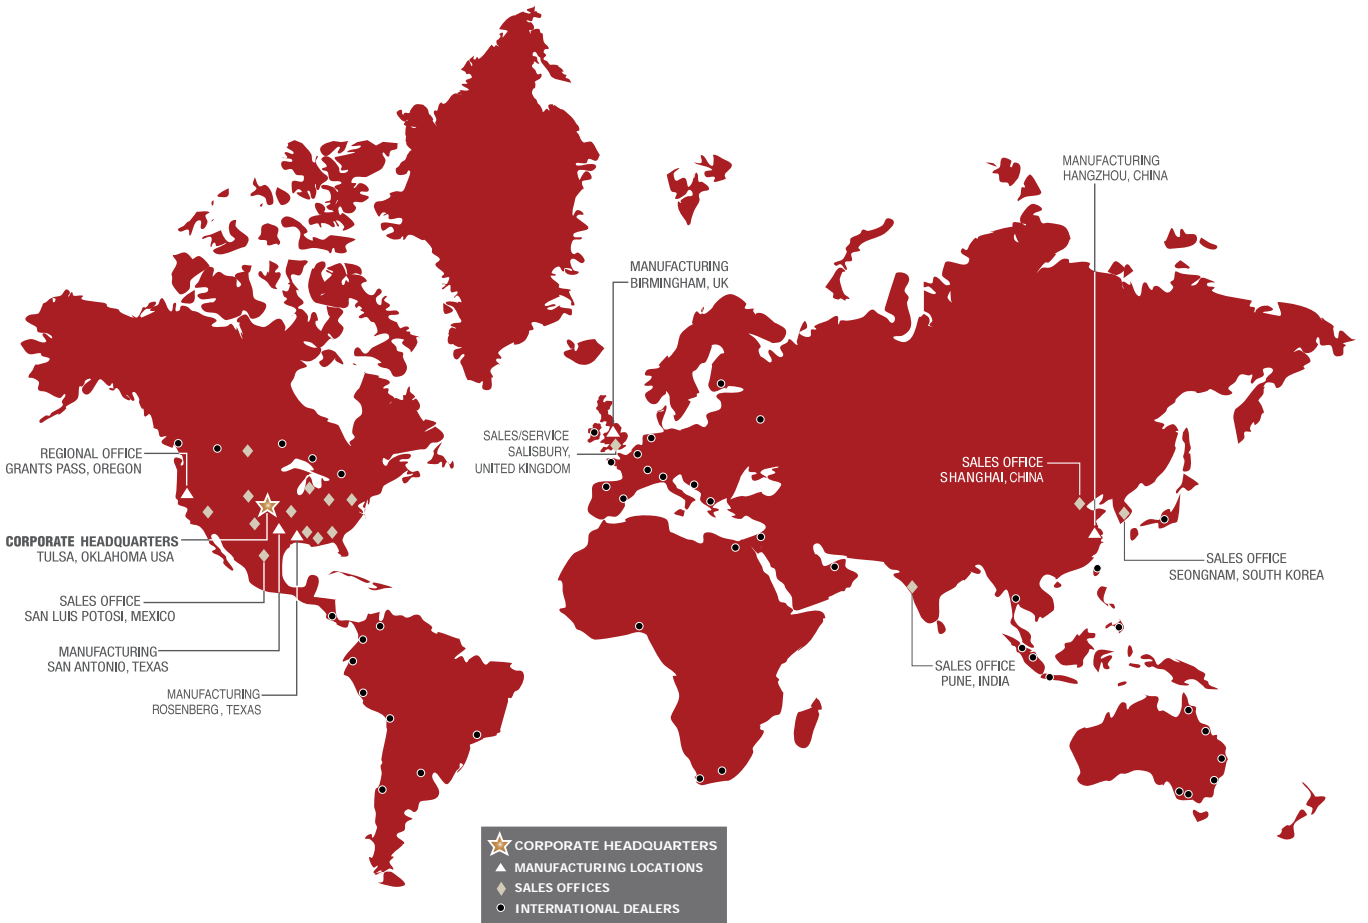 MANUFACTURING
HANGZHOU, CHINA
MANUFACTURING
BIRMINGHAM, UK
SALES/SERVICE
SALISBURY,
UNITED KINGDOM
REGIONAL OFFICE
GRANTS PASS, OREGON
SALES OFFICE
SHANGHAI, CHINA
CORPORATE HEADQUARTERS
TULSA, OKLAHOMA USA
SALES OFFICE
SEONGNAM, SOUTH KOREA
SALES OFFICE
SAN LUIS POTOSI, MEXICO
MANUFACTURING
SAN ANTONIO, TEXAS
SALES OFFICE
PUNE, INDIA
MANUFACTURING
ROSENBERG, TEXAS
CORPORATE HEADQUARTERS
MANUFACTURING LOCATIONS
SALES OFFICES
INTERNATIONAL DEALERS